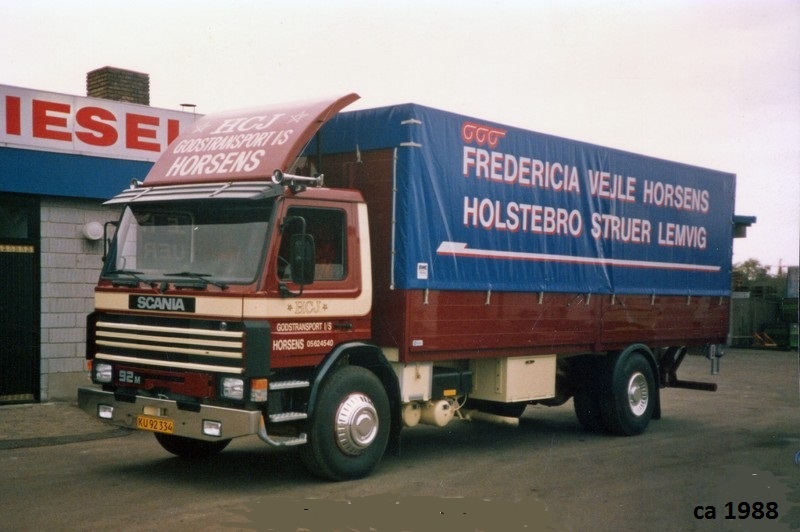 IESEL
HCJ
GODSTRANSPORT I/S
HORSENS
FREDERICIA VEJLE HORSENS
HOLSTEBRO STRUER LEMVIG
SCANIA
HCJ
GODSTRANSPORT I/S
HORSENS 05624540
92M
KU 92 334
ca 1988